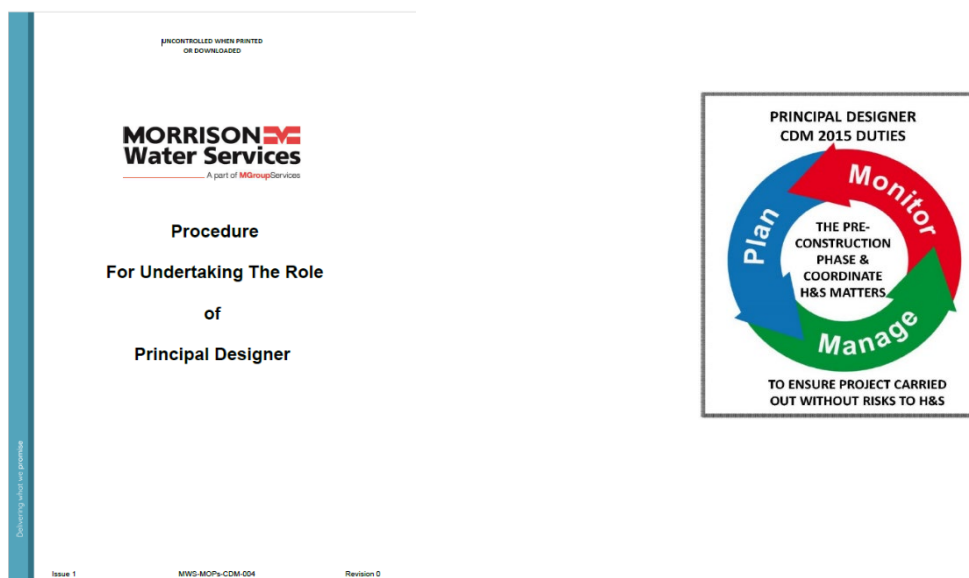 UNCONTROLLED WHEN PRINTED
OR DOWNLOADED
MORRISON
Water Services
A part of MGroupServices
Procedure
For Undertaking The Role
of
Principal Designer
Delivering what we promise
Issue 1 MWS-MOPs-CDM-004 Revision 0
PRINCIPAL DESIGNER
CDM 2015 DUTIES
Plan
Monitor
Manage
THE PRE-
CONSTRUCTION
PHASE &
COORDINATE
H&S MATTERS
TO ENSURE PROJECT CARRIED
OUT WITHOUT RISKS TO H&S